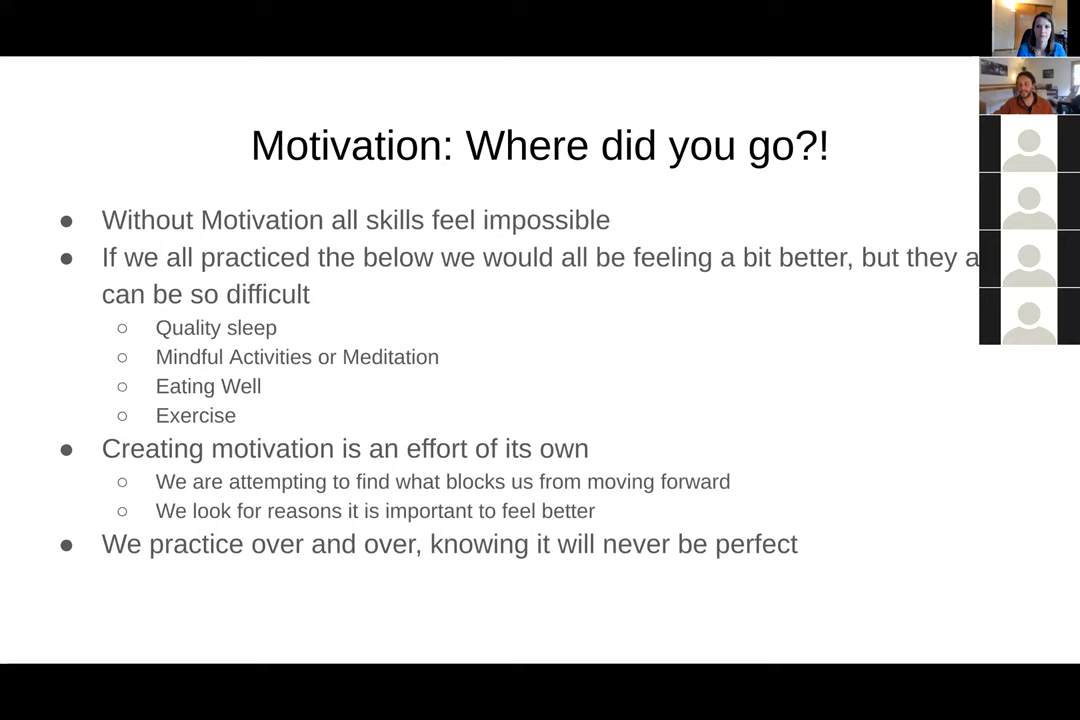 Motivation: Where did you go?!
● Without Motivation all skills feel impossible
● If we all practiced the below we would all be feeling a bit better, but they
can be so difficult
○ Quality sleep
○ Mindful Activities or Meditation
○ Eating Well
○ Exercise
● Creating motivation is an effort of its own
○ We are attempting to find what blocks us from moving forward
○ We look for reasons it is important to feel better
● We practice over and over, knowing it will never be perfect